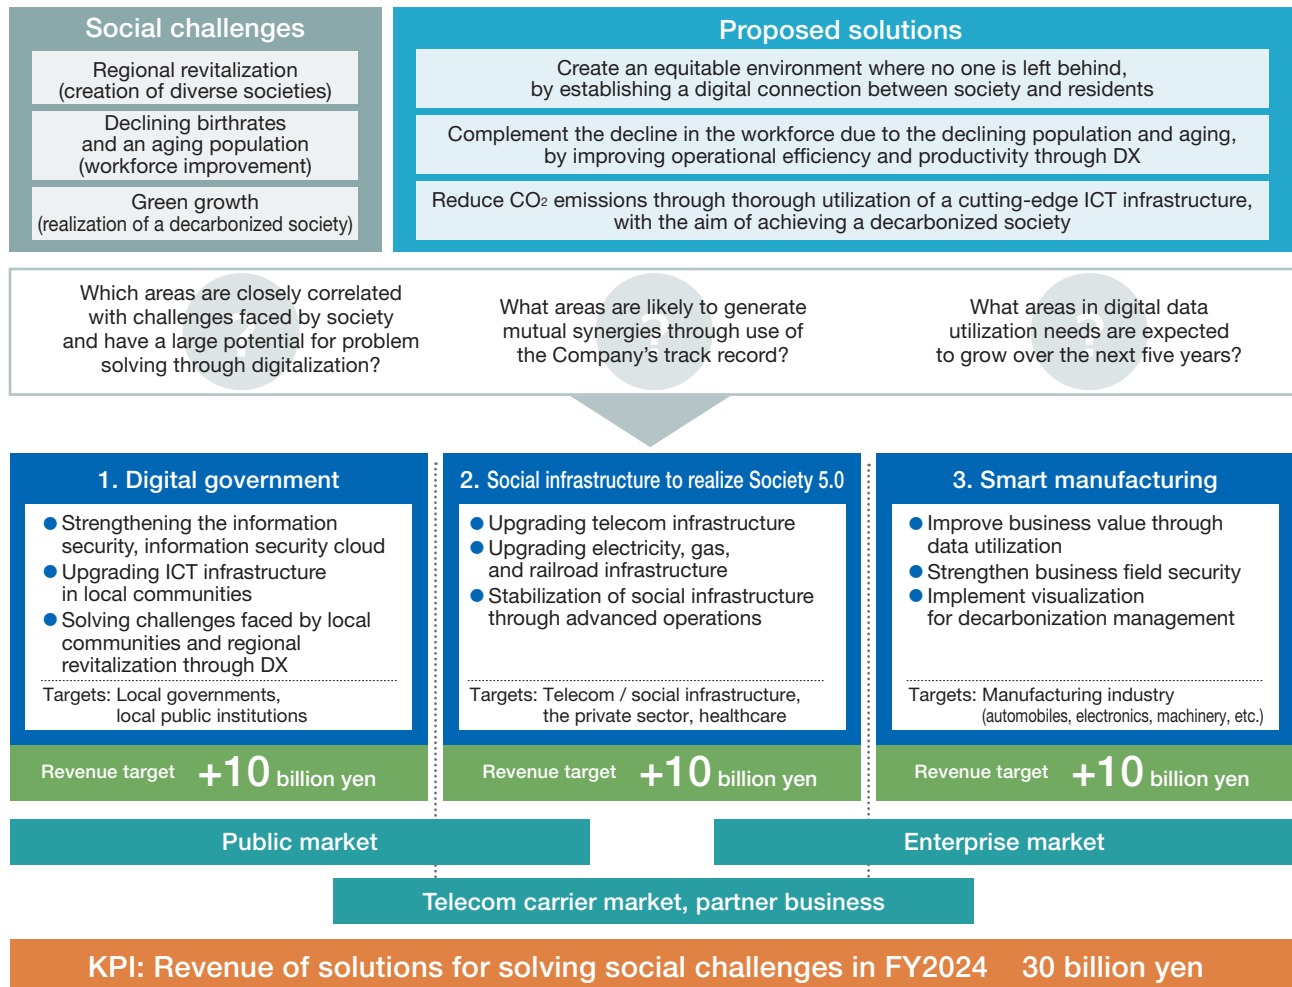 Social challenges
Regional revitalization
(creation of diverse societies)
Declining birthrates
and an aging population
(workforce improvement)
Green growth
(realization of a decarbonized society)
Proposed solutions
Create an equitable environment where no one is left behind,
by establishing a digital connection between society and residents
Complement the decline in the workforce due to the declining population and aging,
by improving operational efficiency and productivity through DX
Reduce CO2 emissions through thorough utilization of a cutting-edge ICT infrastructure,
with the aim of achieving a decarbonized society
Which areas are closely correlated
with challenges faced by society
and have a large potential for problem
solving through digitalization?
?
What areas are likely to generate
mutual synergies through use of
the Company's track record?
?
What areas in digital data
utilization needs are expected
to grow over the next five years?
?
1. Digital government
● Strengthening the information
security, information security cloud
● Upgrading ICT infrastructure
in local communities
● Solving challenges faced by local
communities and regional
revitalization through DX
Targets: Local governments,
local public institutions
Revenue target +10 billion yen
2. Social infrastructure to realize Society 5.0
● Upgrading telecom infrastructure
● Upgrading electricity, gas,
and railroad infrastructure
● Stabilization of social infrastructure
through advanced operations
Targets: Telecom / social infrastructure,
the private sector, healthcare
Revenue target +10 billion yen
3. Smart manufacturing
● Improve business value through
data utilization
● Strengthen business field security
● Implement visualization
for decarbonization management
Targets: Manufacturing industry
(automobiles, electronics, machinery, etc.)
Revenue target +10 billion yen
Public market
Enterprise market
Telecom carrier market, partner business
KPI: Revenue of solutions for solving social challenges in FY2024 30 billion yen